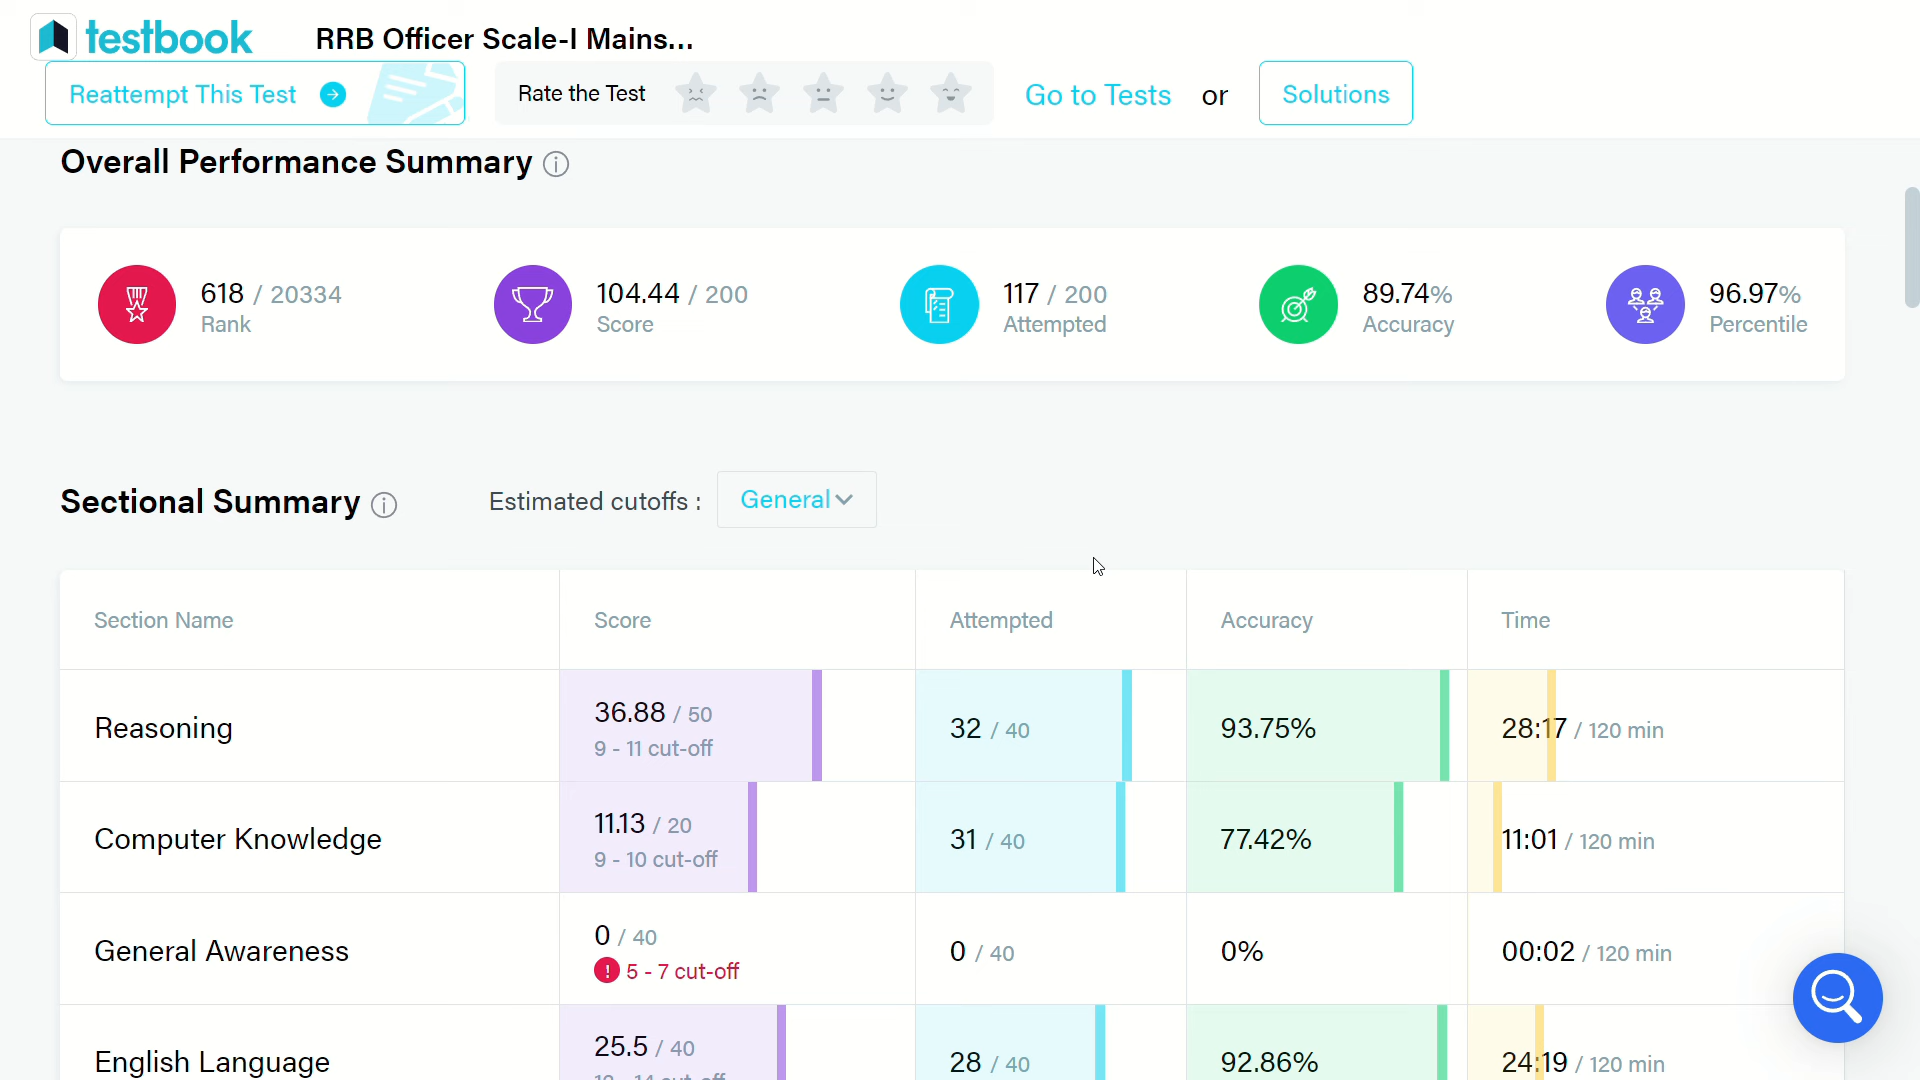 testbook
RRB Officer Scale-I Mains...
Reattempt This Test
Rate the Test
Go to Tests or Solutions
Overall Performance Summary
618 / 20334
Rank
104.44 / 200
Score
117 / 200
Attempted
89.74%
Accuracy
96.97%
Percentile
Sectional Summary
Estimated cutoffs : General
Section Name Score Attempted Accuracy Time
Reasoning 36.88 / 50 32 / 40 93.75% 28:17 / 120 min
9 - 11 cut-off
Computer Knowledge 11.13 / 20 31 / 40 77.42% 11:01 / 120 min
9 - 10 cut-off
General Awareness 0 / 40 0 / 40 0% 00:02 / 120 min
5 - 7 cut-off
English Language 25.5 / 40 28 / 40 92.86% 24:19 / 120 min